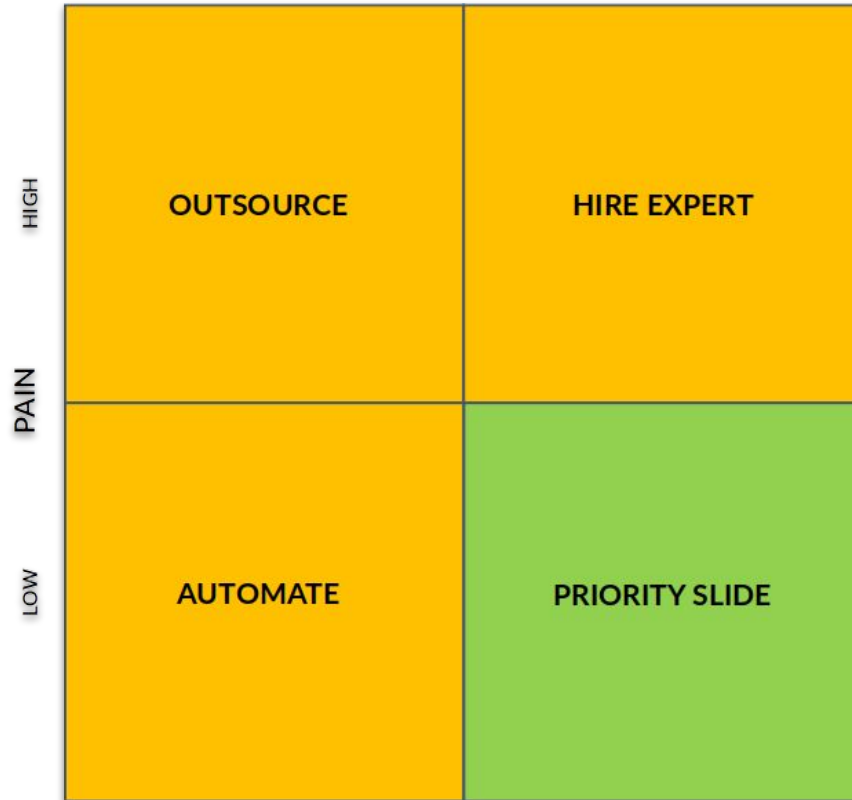 HIGH
OUTSOURCE
HIRE EXPERT
PAIN
LOW
AUTOMATE
PRIORITY SLIDE